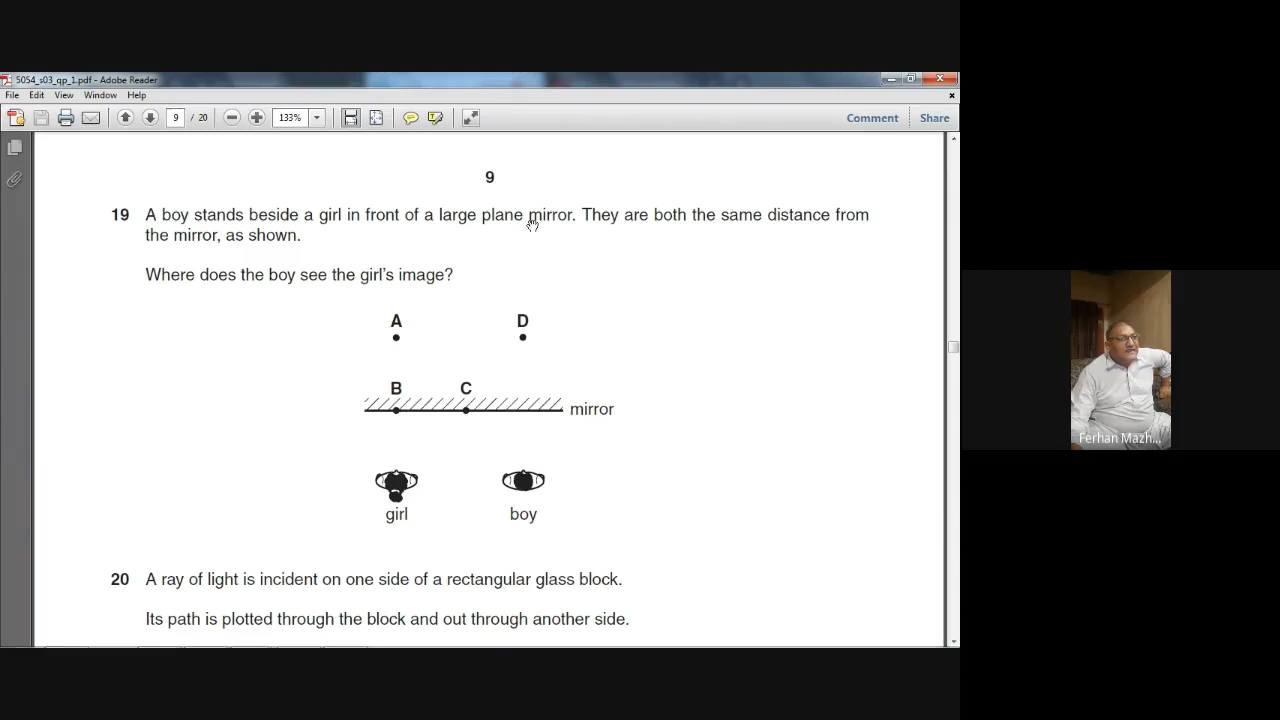 5054_s03_qp_1.pdf - Adobe Reader
File Edit View Window Help
9 / 20 133% Comment Share
9
19 A boy stands beside a girl in front of a large plane mirror. They are both the same distance from
the mirror, as shown.
Where does the boy see the girl's image?
A D
B C
mirror
girl boy
20 A ray of light is incident on one side of a rectangular glass block.
Its path is plotted through the block and out through another side.
Ferhan Mazh...